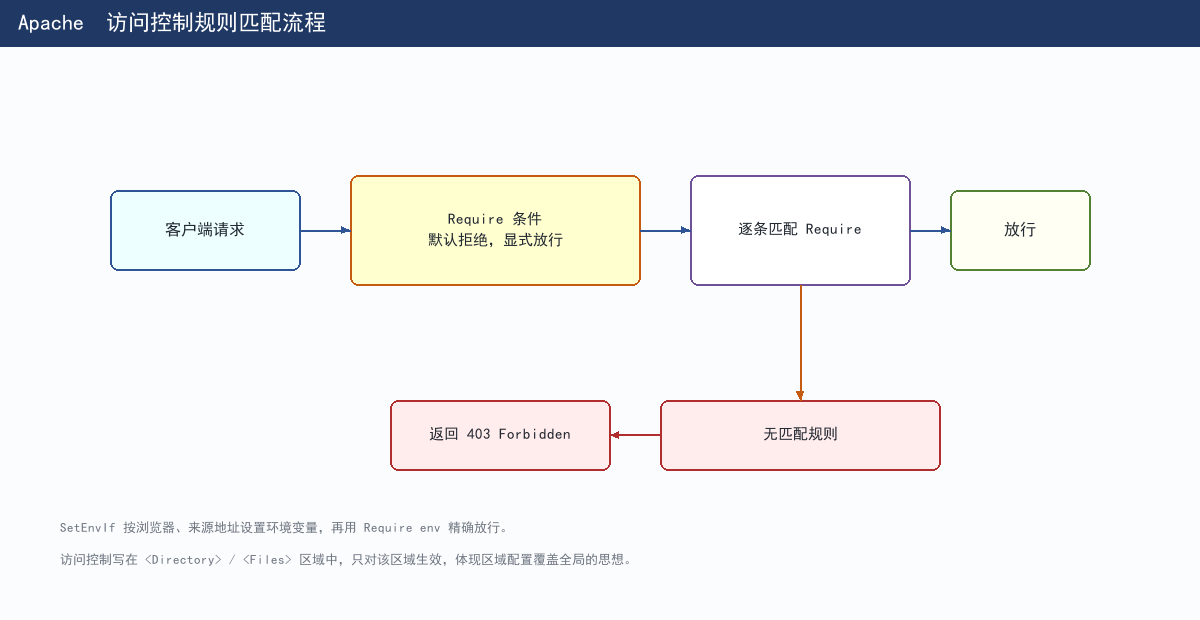 Apache 访问控制规则匹配流程
客户端请求
Require 条件
默认拒绝，显式放行
逐条匹配 Require
放行
返回 403 Forbidden
无匹配规则
SetEnvIf 按浏览器、来源地址设置环境变量，再用 Require env 精确放行。
访问控制写在 <Directory> / <Files> 区域中，只对该区域生效，体现区域配置覆盖全局的思想。